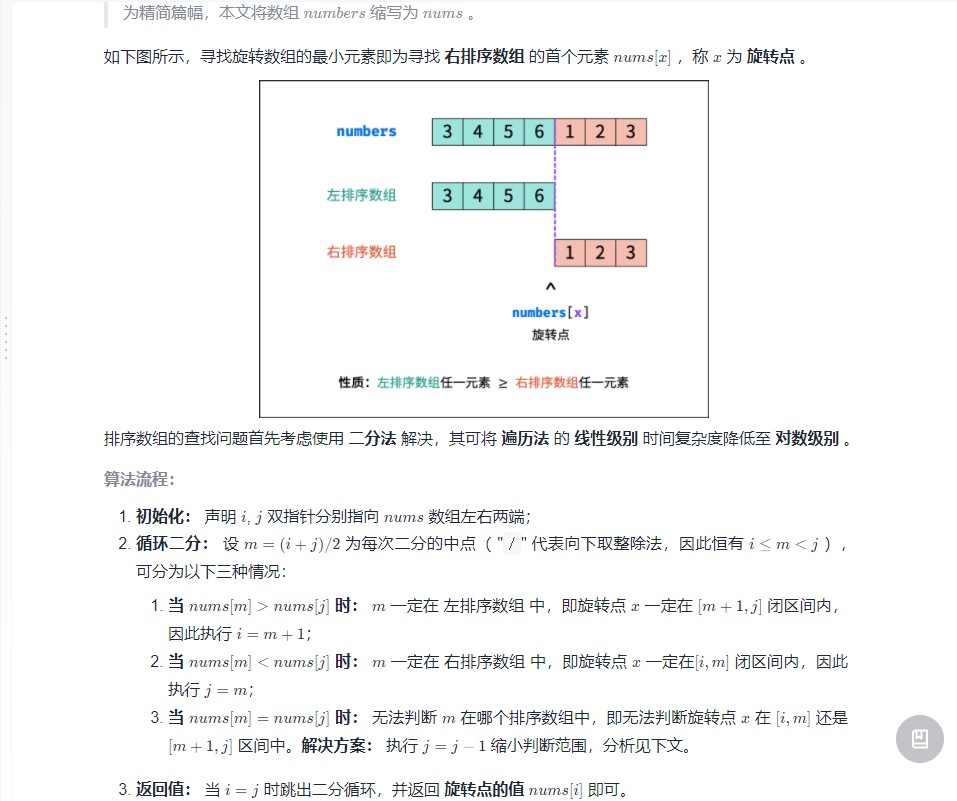 为精简篇幅，本文将数组 numbers 缩写为 nums 。
如下图所示，寻找旋转数组的最小元素即为寻找 右排序数组 的首个元素 nums[x] ，称 x 为 旋转点 。
numbers 3 4 5 6 1 2 3
左排序数组 3 4 5 6
右排序数组 1 2 3
^
numbers[x]
旋转点
性质：左排序数组任一元素 ≥ 右排序数组任一元素
排序数组的查找问题首先考虑使用 二分法 解决，其可将 遍历法 的 线性级别 时间复杂度降低至 对数级别 。
算法流程：
1. 初始化： 声明 i, j 双指针分别指向 nums 数组左右两端；
2. 循环二分： 设 m = (i + j)/2 为每次二分的中点（ "/" 代表向下取整除法，因此恒有 i ≤ m < j ），
可分为以下三种情况：
1. 当 nums[m] > nums[j] 时： m 一定在 左排序数组 中，即旋转点 x 一定在 [m + 1, j] 闭区间内，
因此执行 i = m + 1；
2. 当 nums[m] < nums[j] 时： m 一定在 右排序数组 中，即旋转点 x 一定在[i, m] 闭区间内，因此
执行 j = m；
3. 当 nums[m] = nums[j] 时： 无法判断 m 在哪个排序数组中，即无法判断旋转点 x 在 [i, m] 还是
[m + 1, j] 区间中。解决方案： 执行 j = j − 1 缩小判断范围，分析见下文。
3. 返回值： 当 i = j 时跳出二分循环，并返回 旋转点的值 nums[i] 即可。